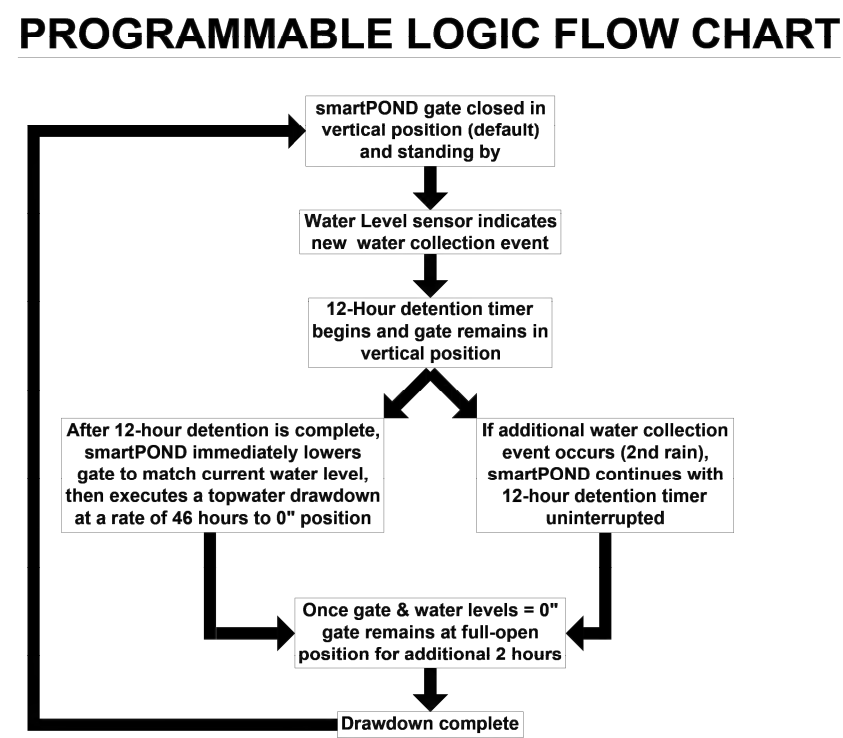 PROGRAMMABLE LOGIC FLOW CHART
smartPOND gate closed in
vertical position (default)
and standing by
Water Level sensor indicates
new water collection event
12-Hour detention timer
begins and gate remains in
vertical position
After 12-hour detention is complete,
smartPOND immediately lowers
gate to match current water level,
then executes a topwater drawdown
at a rate of 46 hours to 0" position
If additional water collection
event occurs (2nd rain),
smartPOND continues with
12-hour detention timer
uninterrupted
Once gate & water levels = 0"
gate remains at full-open
position for additional 2 hours
Drawdown complete